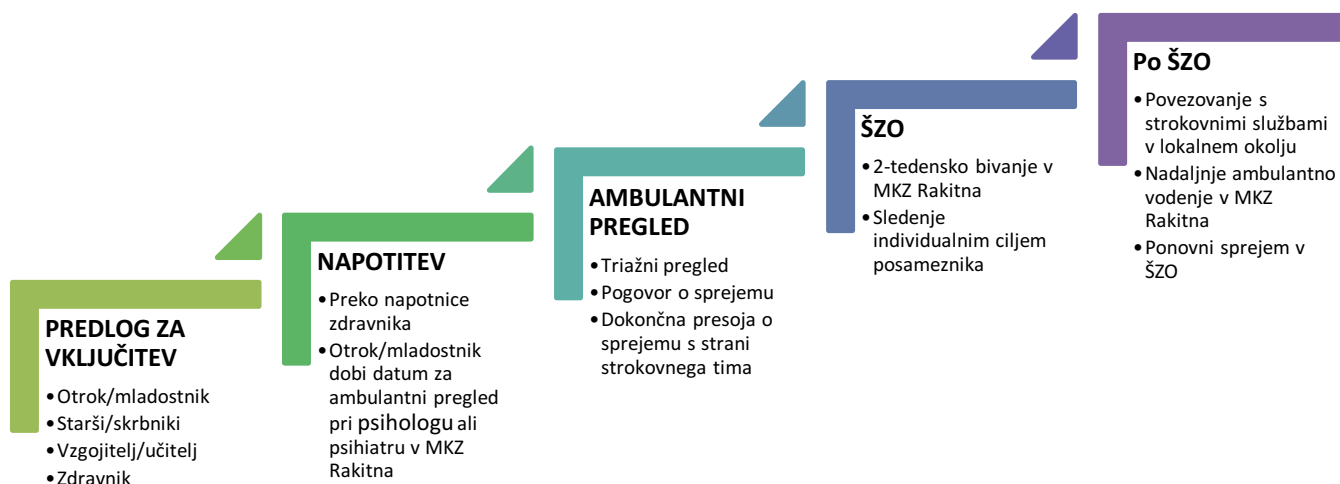 PREDLOG ZA
VKLJUČITEV
•Otrok/mladostnik
•Starši/skrbniki
•Vzgojitelj/učitelj
•Zdravnik
NAPOTITEV
•Preko napotnice
zdravnika
•Otrok/mladostnik
dobi datum za
ambulantni pregled
pri psihologu ali
psihiatru v MKZ
Rakitna
AMBULANTNI
PREGLED
•Triažni pregled
•Pogovor o sprejemu
•Dokončna presoja o
sprejemu s strani
strokovnega tima
ŠZO
•2-tedensko bivanje v
MKZ Rakitna
•Sledenje
individualnim ciljem
posameznika
Po ŠZO
•Povezovanje s
strokovnimi službami
v lokalnem okolju
•Nadaljnje ambulantno
vodenje v MKZ
Rakitna
•Ponovni sprejem v
ŠZO